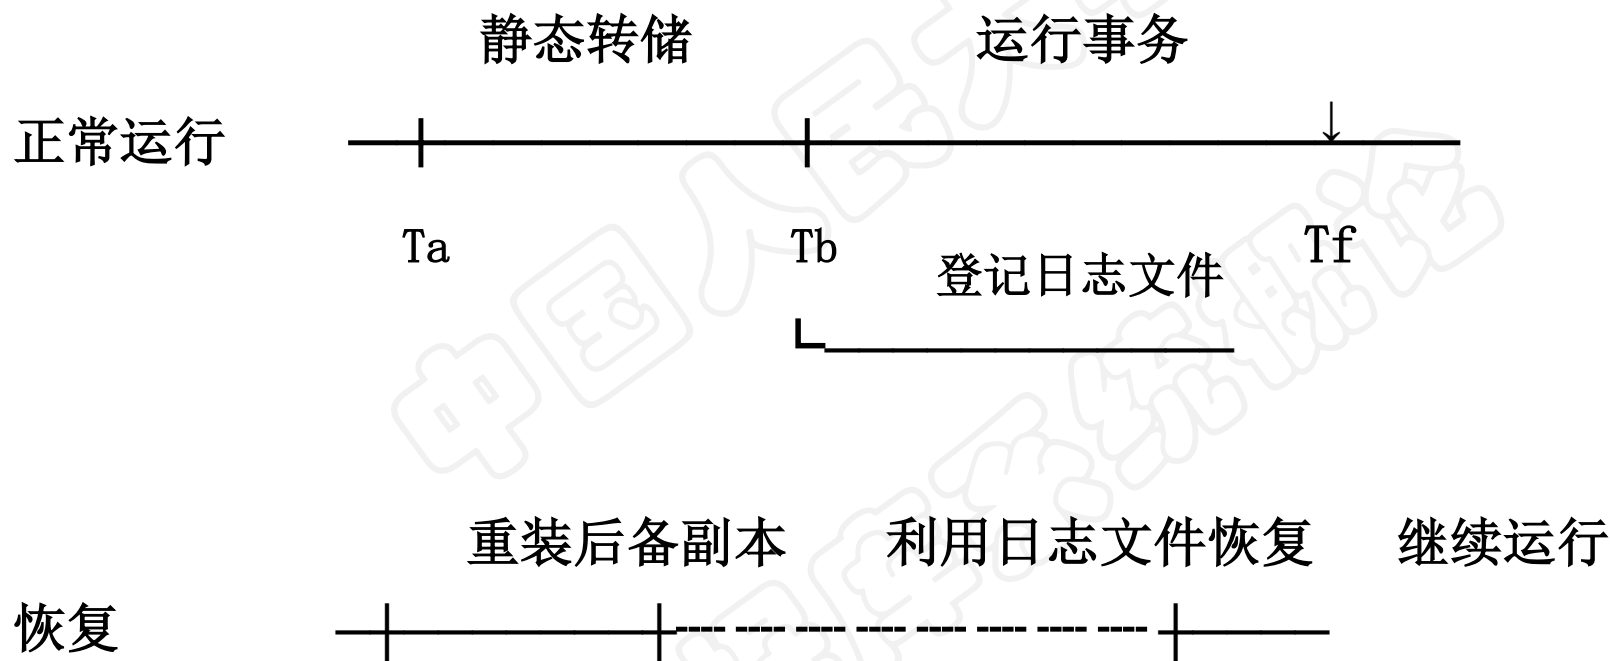 静态转储 运行事务
正常运行
↓
Ta Tb Tf
登记日志文件
重装后备副本 利用日志文件恢复 继续运行
恢复